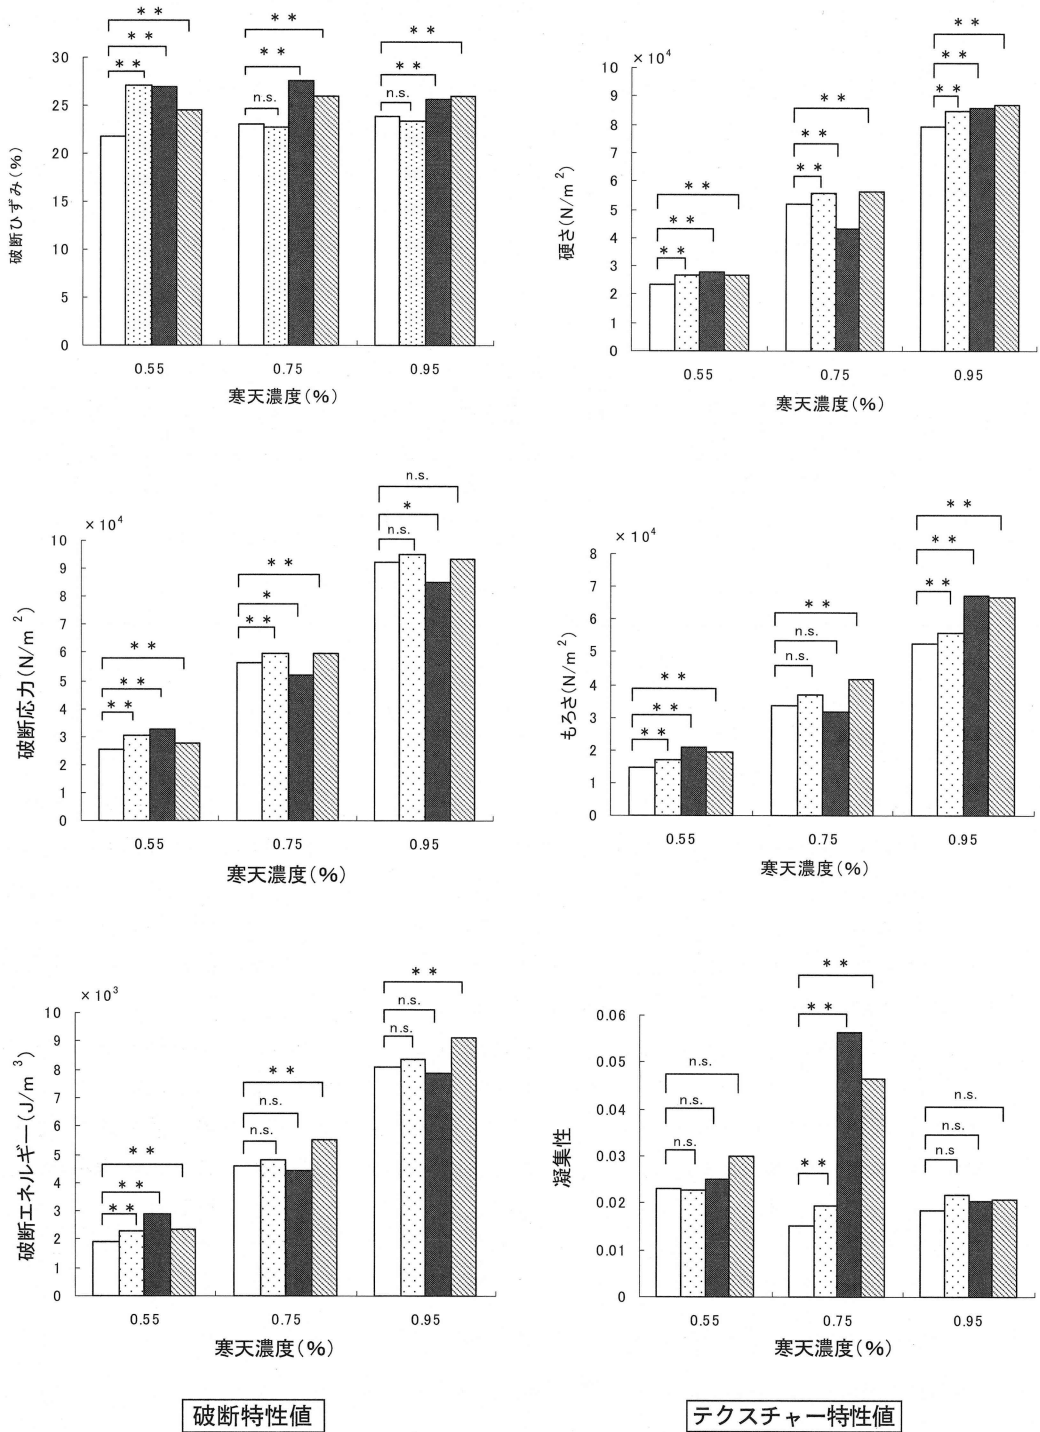 ＊＊
＊＊
＊＊
＊＊
＊＊
n.s.
＊＊
＊＊
n.s.
30
25
20
15
10
5
0
破断ひずみ(%)
0.55 0.75 0.95
寒天濃度(%)
×10⁴
＊＊
＊＊
＊＊
＊＊
＊＊
＊＊
＊＊
＊＊
＊＊
10
9
8
7
6
5
4
3
2
1
0
硬さ(N/m²)
0.55 0.75 0.95
寒天濃度(%)
×10⁴
＊＊
＊＊
＊＊
＊＊
＊
＊＊
n.s.
＊
n.s.
10
9
8
7
6
5
4
3
2
1
0
破断応力(N/m²)
0.55 0.75 0.95
寒天濃度(%)
×10⁴
＊＊
＊＊
＊＊
＊＊
n.s.
n.s.
＊＊
＊＊
＊＊
8
7
6
5
4
3
2
1
0
もろさ(N/m²)
0.55 0.75 0.95
寒天濃度(%)
×10³
＊＊
＊＊
＊＊
＊＊
n.s.
n.s.
＊＊
n.s.
n.s.
10
9
8
7
6
5
4
3
2
1
0
破断エネルギー(J/m³)
0.55 0.75 0.95
寒天濃度(%)
n.s.
n.s.
n.s.
＊＊
＊＊
＊＊
n.s.
n.s.
n.s
0.06
0.05
0.04
0.03
0.02
0.01
0
凝集性
0.55 0.75 0.95
寒天濃度(%)
破断特性値
テクスチャー特性値